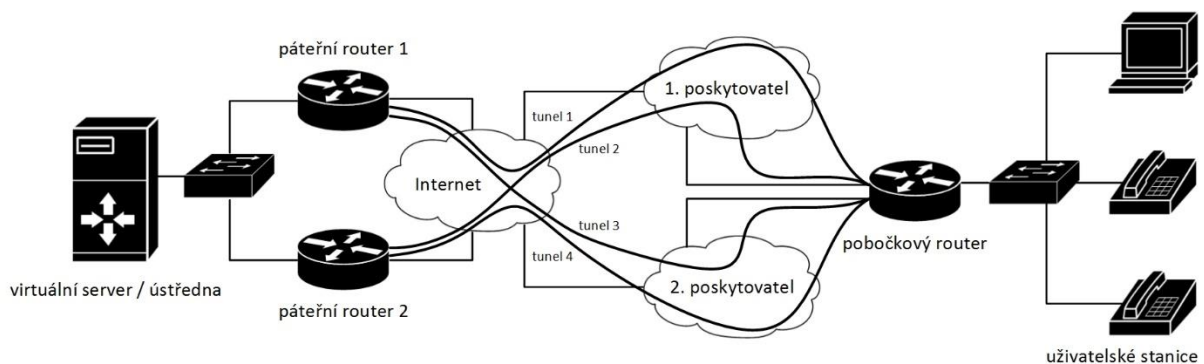 páteřní router 1
1. poskytovatel
tunel 1
tunel 2
Internet
tunel 3
pobočkový router
tunel 4
virtuální server / ústředna
2. poskytovatel
páteřní router 2
uživatelské stanice